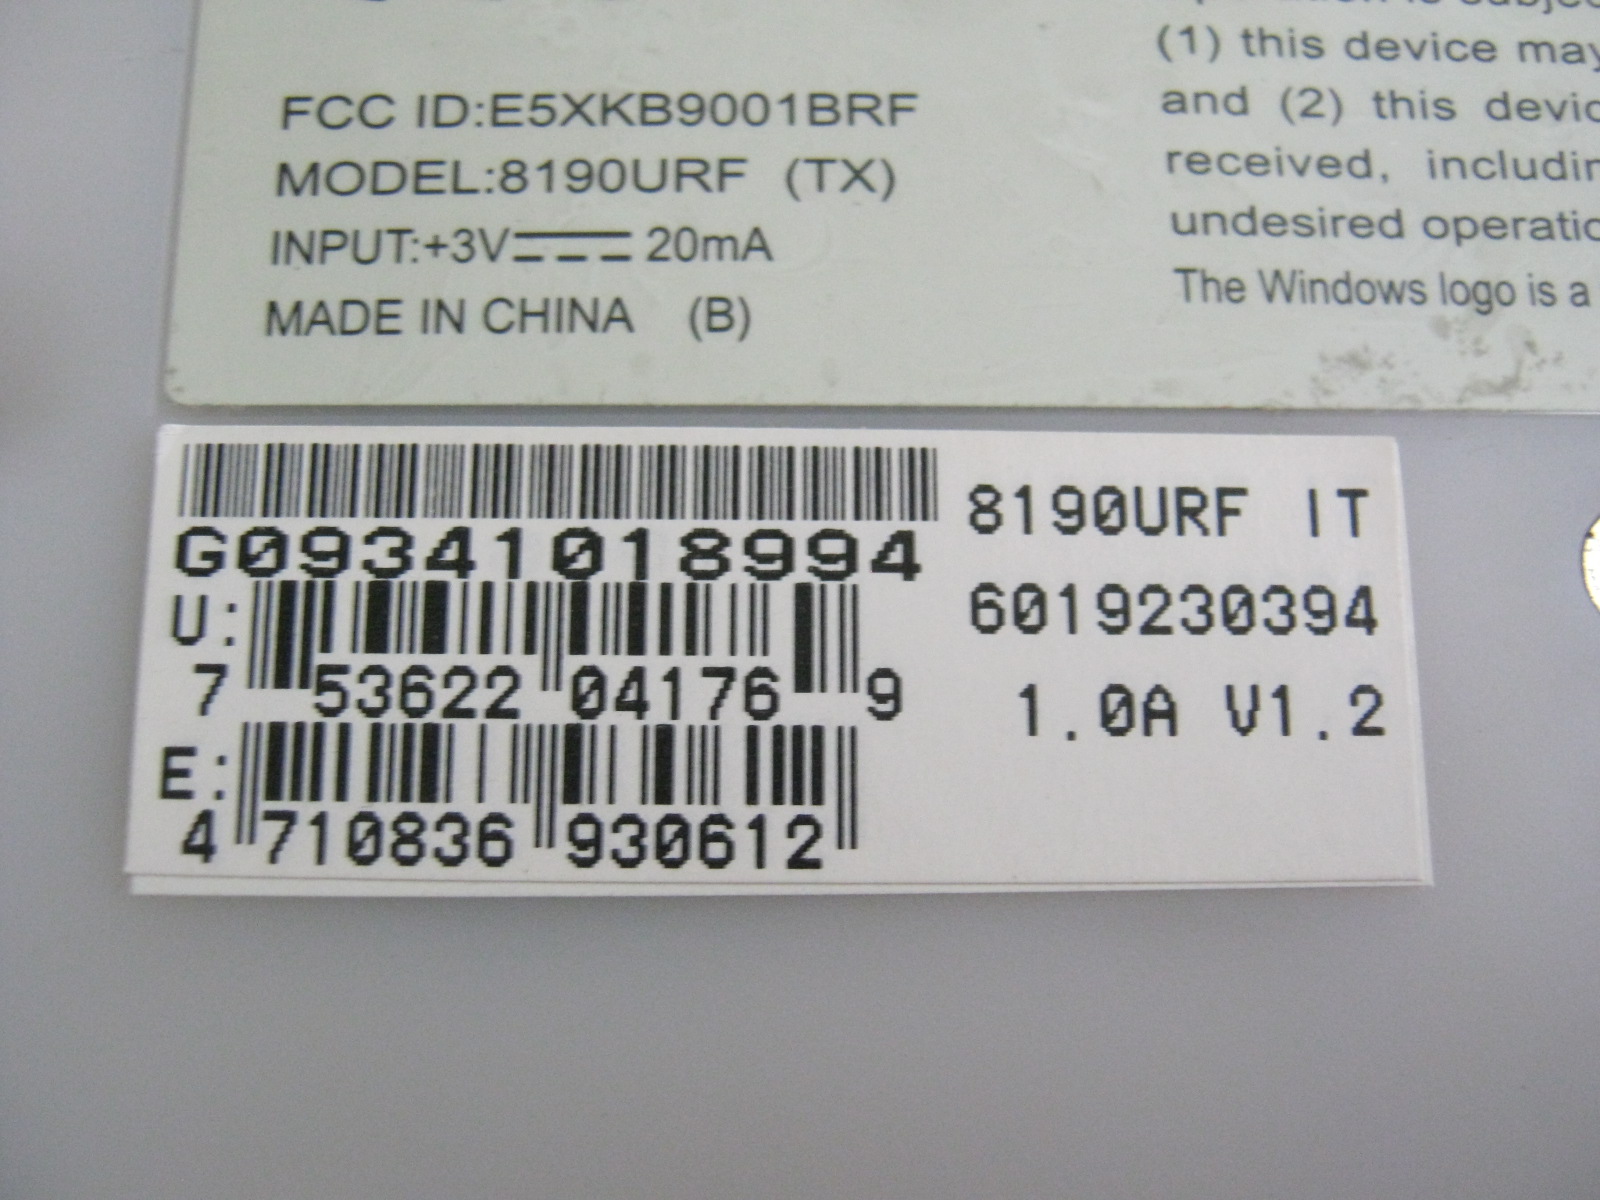 is subject
(1) this device may
FCC ID:E5XKB9001BRF
and (2) this devic
MODEL:8190URF (TX)
received, includin
INPUT:+3V 20mA
undesired operatio
MADE IN CHINA (B)
The Windows logo is a
G09341018994
8190URF IT
U:
7 53622 04176 9
6019230394
1.0A V1.2
E:
4 710836 930612